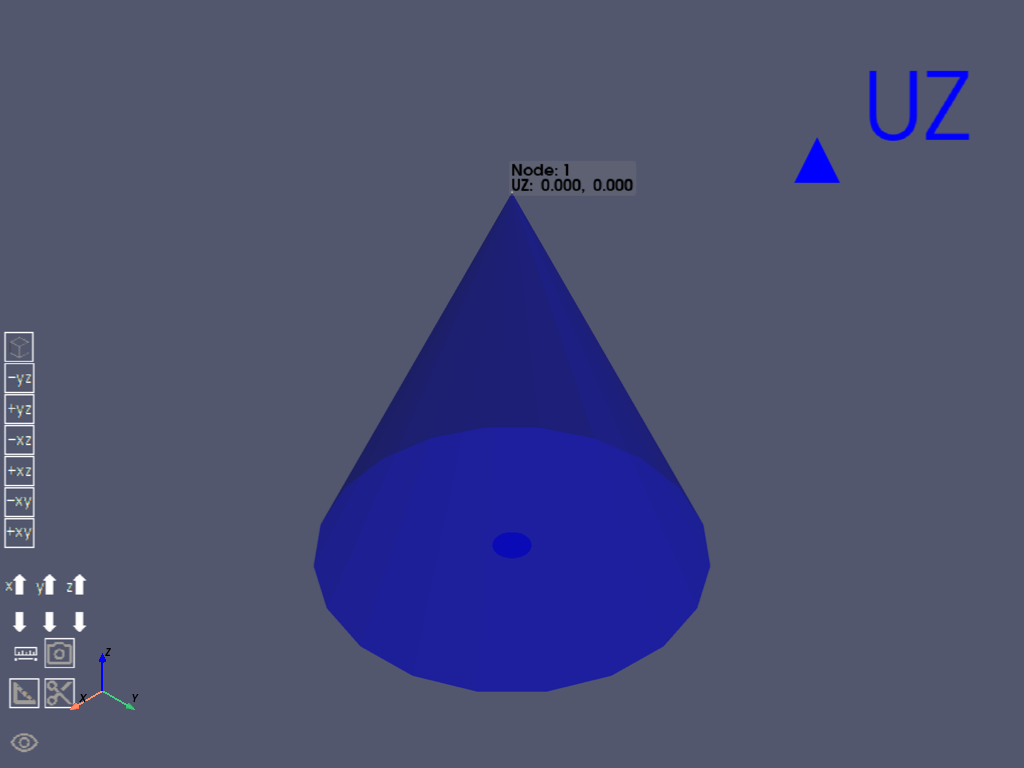 UZ
Node: 1
UZ: 0.000, 0.000
-yz
+yz
-xz
+xz
-xy
+xy
x y z
z
x y